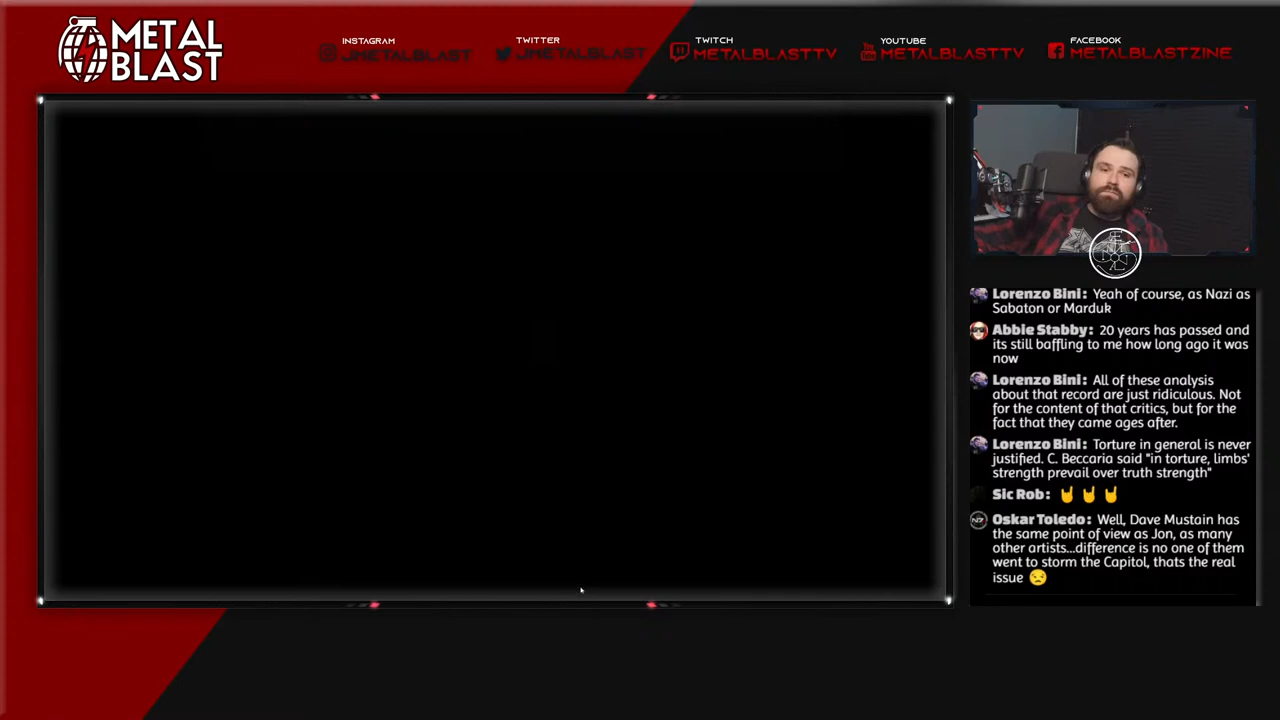 METAL
BLAST
INSTAGRAM
JMETALBLAST
TWITTER
JMETALBLAST
TWITCH
METALBLASTTV
YOUTUBE
METALBLASTTV
FACEBOOK
METALBLASTZINE
Lorenzo Bini: Yeah of course, as Nazi as
Sabaton or Marduk
Abbie Stabby: 20 years has passed and
its still baffling to me how long ago it was
now
Lorenzo Bini: All of these analysis
about that record are just ridiculous. Not
for the content of that critics, but for the
fact that they came ages after.
Lorenzo Bini: Torture in general is never
justified. C. Beccaria said "in torture, limbs'
strength prevail over truth strength"
Sic Rob: 🤘 🤘 🤘
N7
Oskar Toledo: Well, Dave Mustain has
the same point of view as Jon, as many
other artists...difference is no one of them
went to storm the Capitol, thats the real
issue 😒